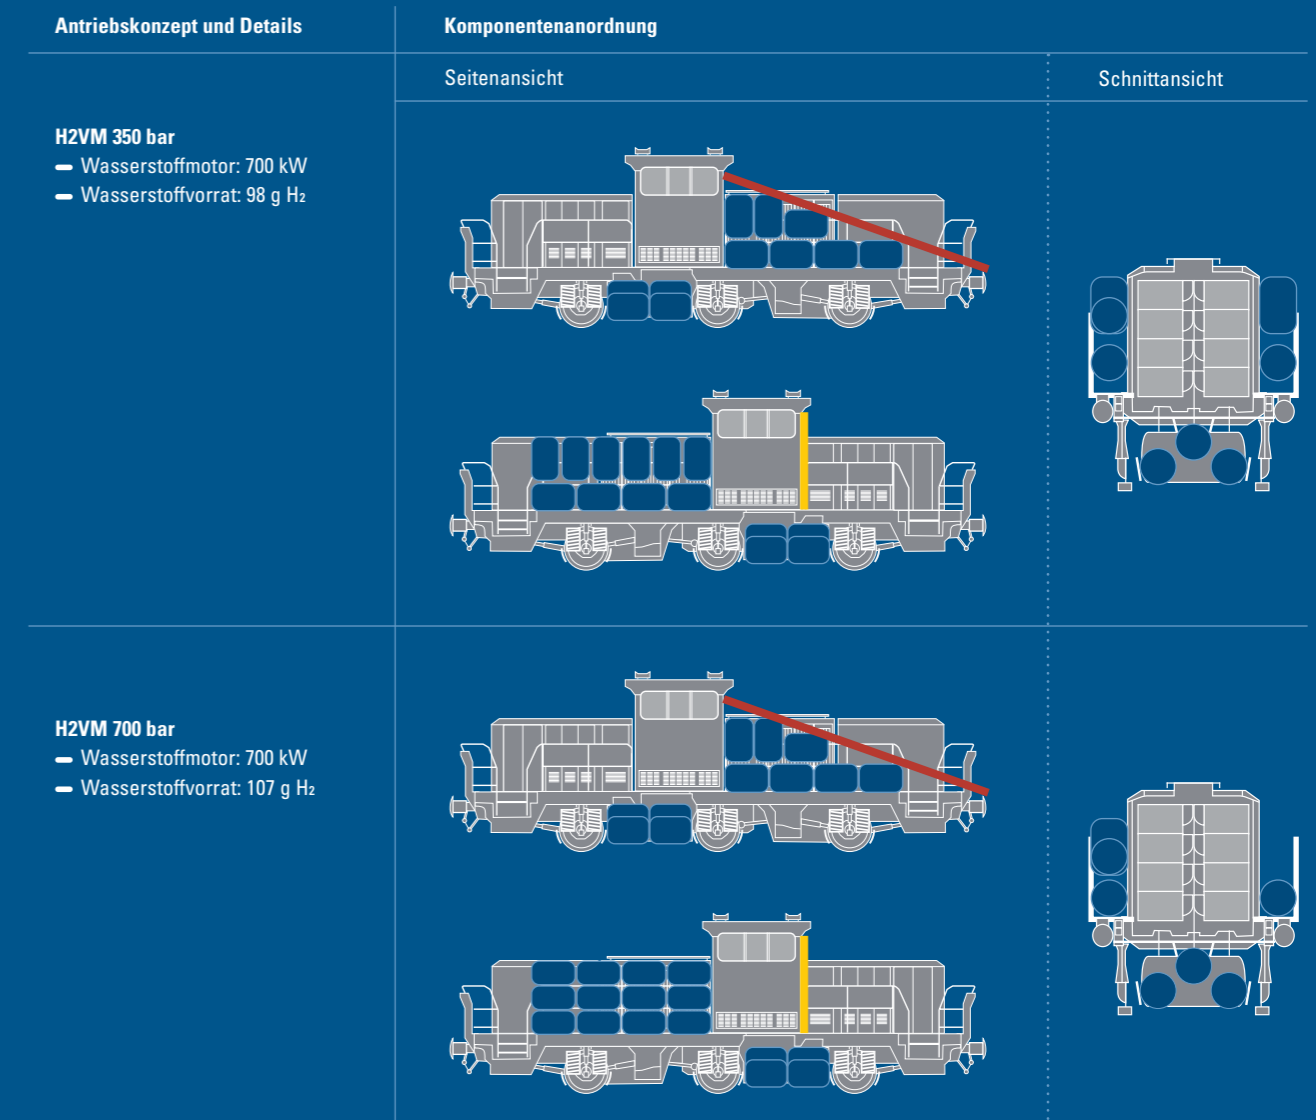 Antriebskonzept und Details
Komponentenanordnung
Seitenansicht
Schnittansicht
H2VM 350 bar
Wasserstoffmotor: 700 kW
Wasserstoffvorrat: 98 g H₂
H2VM 700 bar
Wasserstoffmotor: 700 kW
Wasserstoffvorrat: 107 g H₂